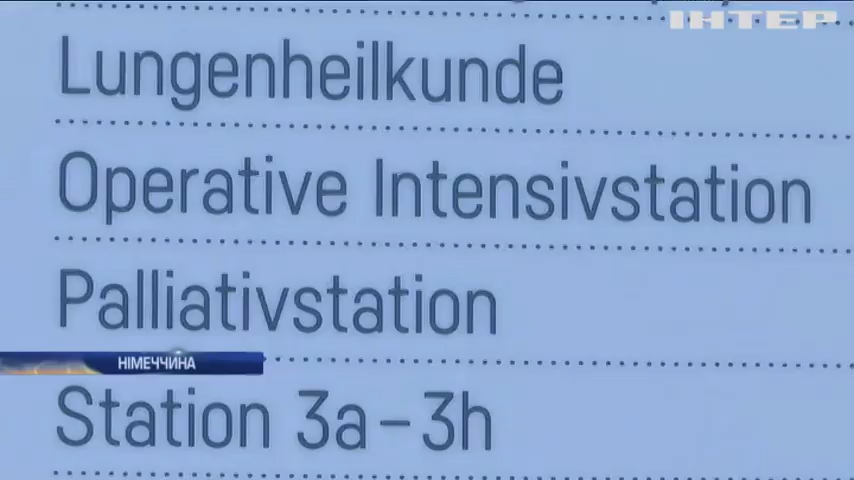 ІНТЕР
Lungenheilkunde
Operative Intensivstation
Palliativstation
НІМЕЧЧИНА
Station 3a – 3h